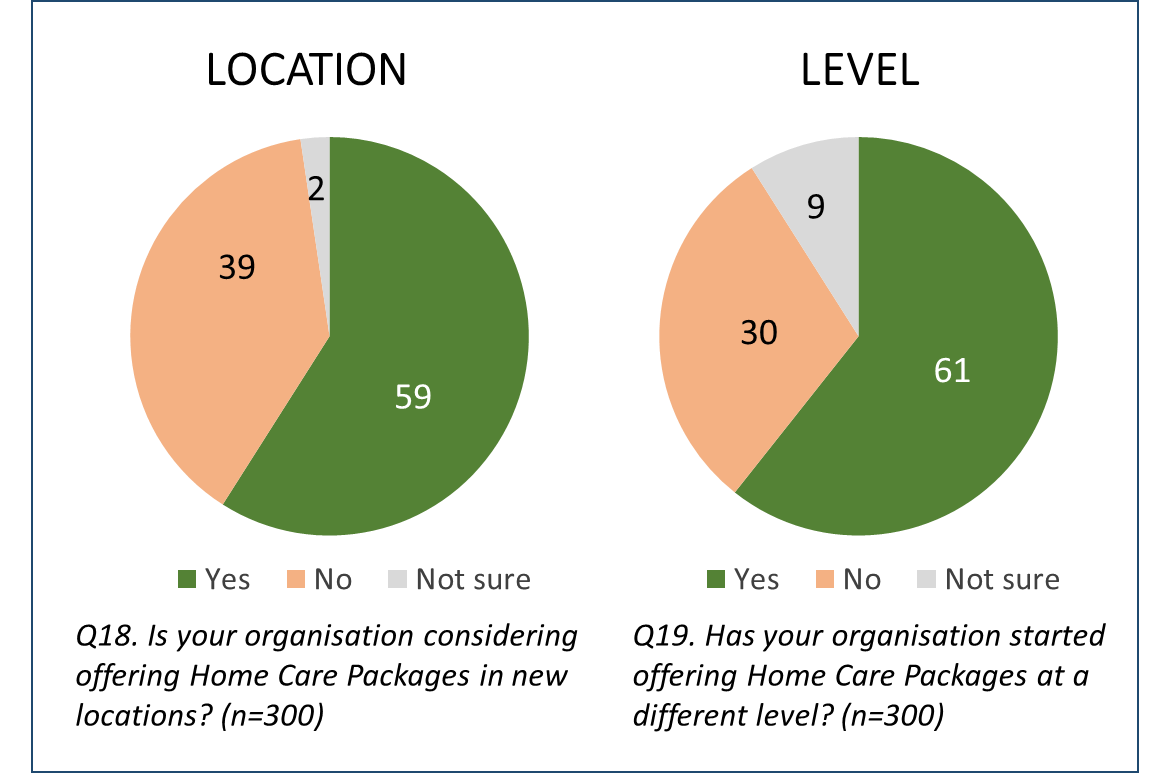 LOCATION
2
39
59
Yes No Not sure
Q18. Is your organisation considering
offering Home Care Packages in new
locations? (n=300)
LEVEL
9
30
61
Yes No Not sure
Q19. Has your organisation started
offering Home Care Packages at a
different level? (n=300)